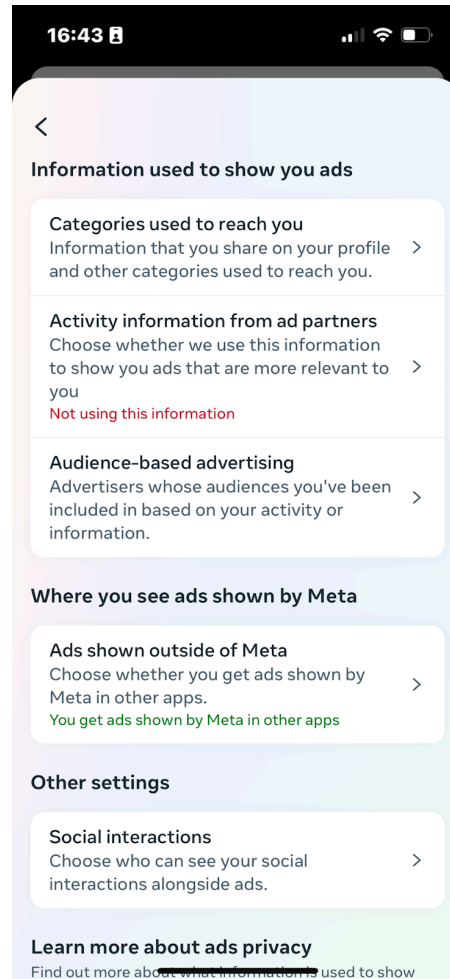 16:43
Information used to show you ads
Categories used to reach you
Information that you share on your profile
and other categories used to reach you.
Activity information from ad partners
Choose whether we use this information
to show you ads that are more relevant to
you
Not using this information
Audience-based advertising
Advertisers whose audiences you've been
included in based on your activity or
information.
Where you see ads shown by Meta
Ads shown outside of Meta
Choose whether you get ads shown by
Meta in other apps.
You get ads shown by Meta in other apps
Other settings
Social interactions
Choose who can see your social
interactions alongside ads.
Learn more about ads privacy
Find out more about what information is used to show